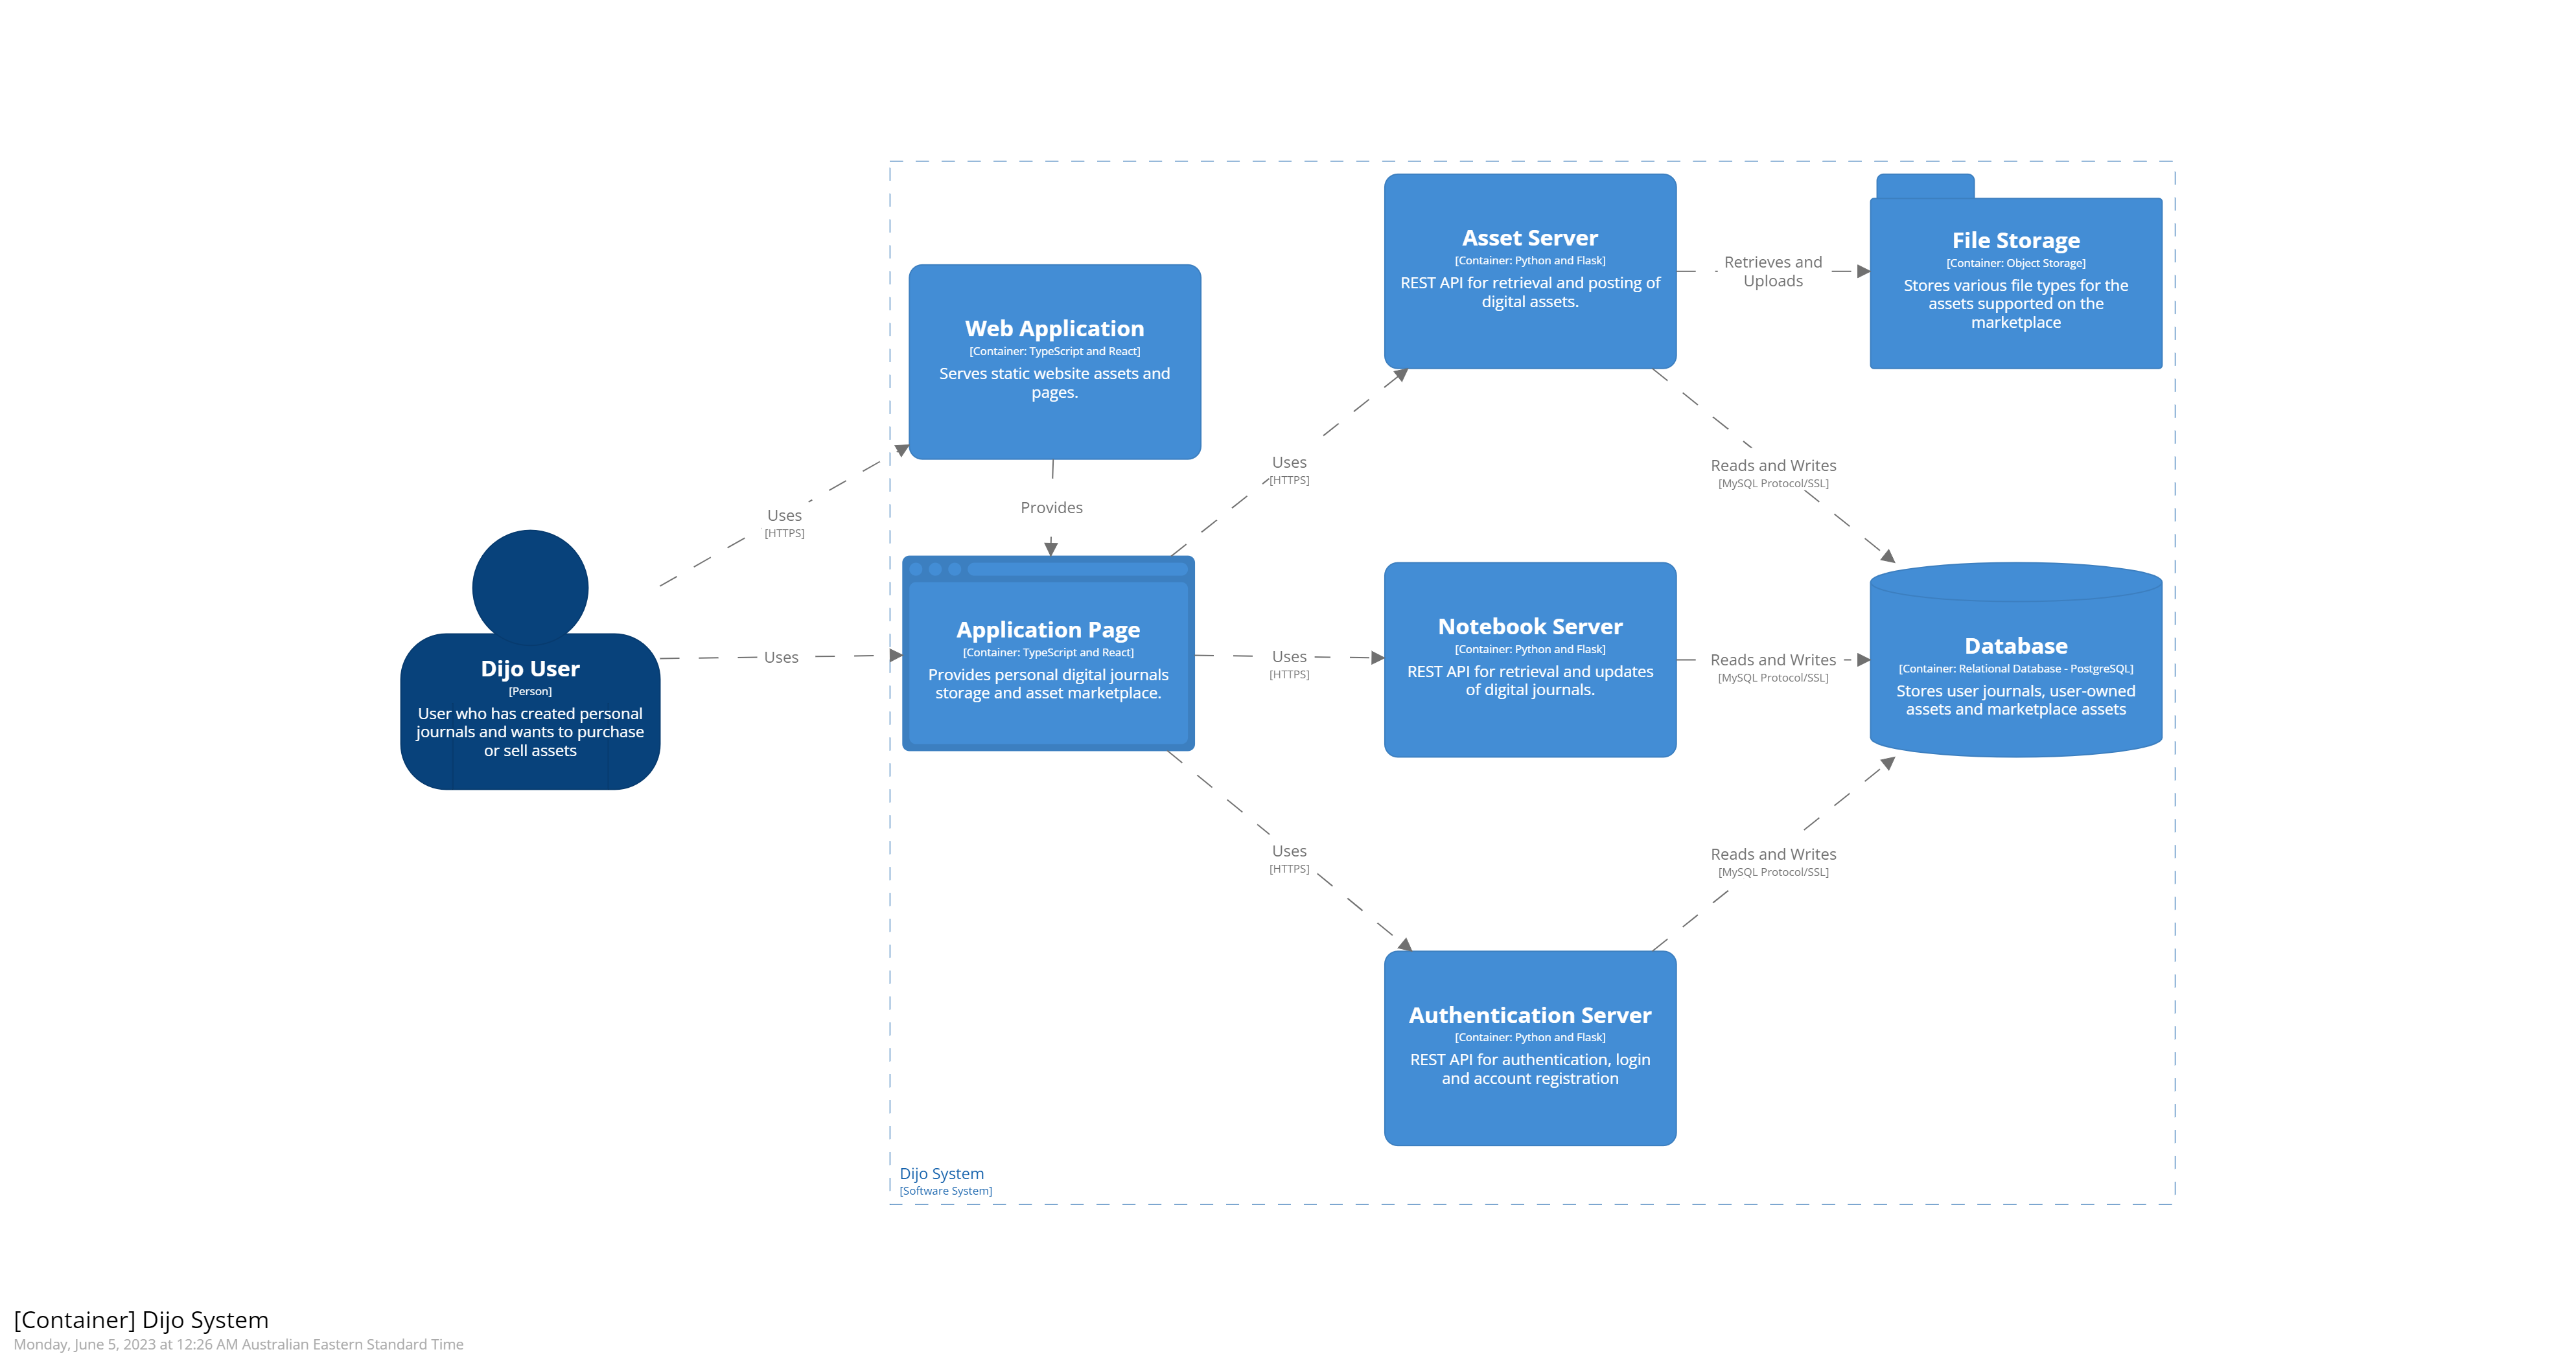 Asset Server
[Container: Python and Flask]
REST API for retrieval and posting of
digital assets.
Retrieves and
Uploads
File Storage
[Container: Object Storage]
Stores various file types for the
assets supported on the
marketplace
Web Application
[Container: TypeScript and React]
Serves static website assets and
pages.
Uses
[HTTPS]
Provides
Uses
[HTTPS]
Reads and Writes
[MySQL Protocol/SSL]
Dijo User
[Person]
User who has created personal
journals and wants to purchase
or sell assets
Uses
Application Page
[Container: TypeScript and React]
Provides personal digital journals
storage and asset marketplace.
Uses
[HTTPS]
Notebook Server
[Container: Python and Flask]
REST API for retrieval and updates
of digital journals.
Reads and Writes
[MySQL Protocol/SSL]
Database
[Container: Relational Database - PostgreSQL]
Stores user journals, user-owned
assets and marketplace assets
Uses
[HTTPS]
Reads and Writes
[MySQL Protocol/SSL]
Authentication Server
[Container: Python and Flask]
REST API for authentication, login
and account registration
Dijo System
[Software System]
[Container] Dijo System
Monday, June 5, 2023 at 12:26 AM Australian Eastern Standard Time